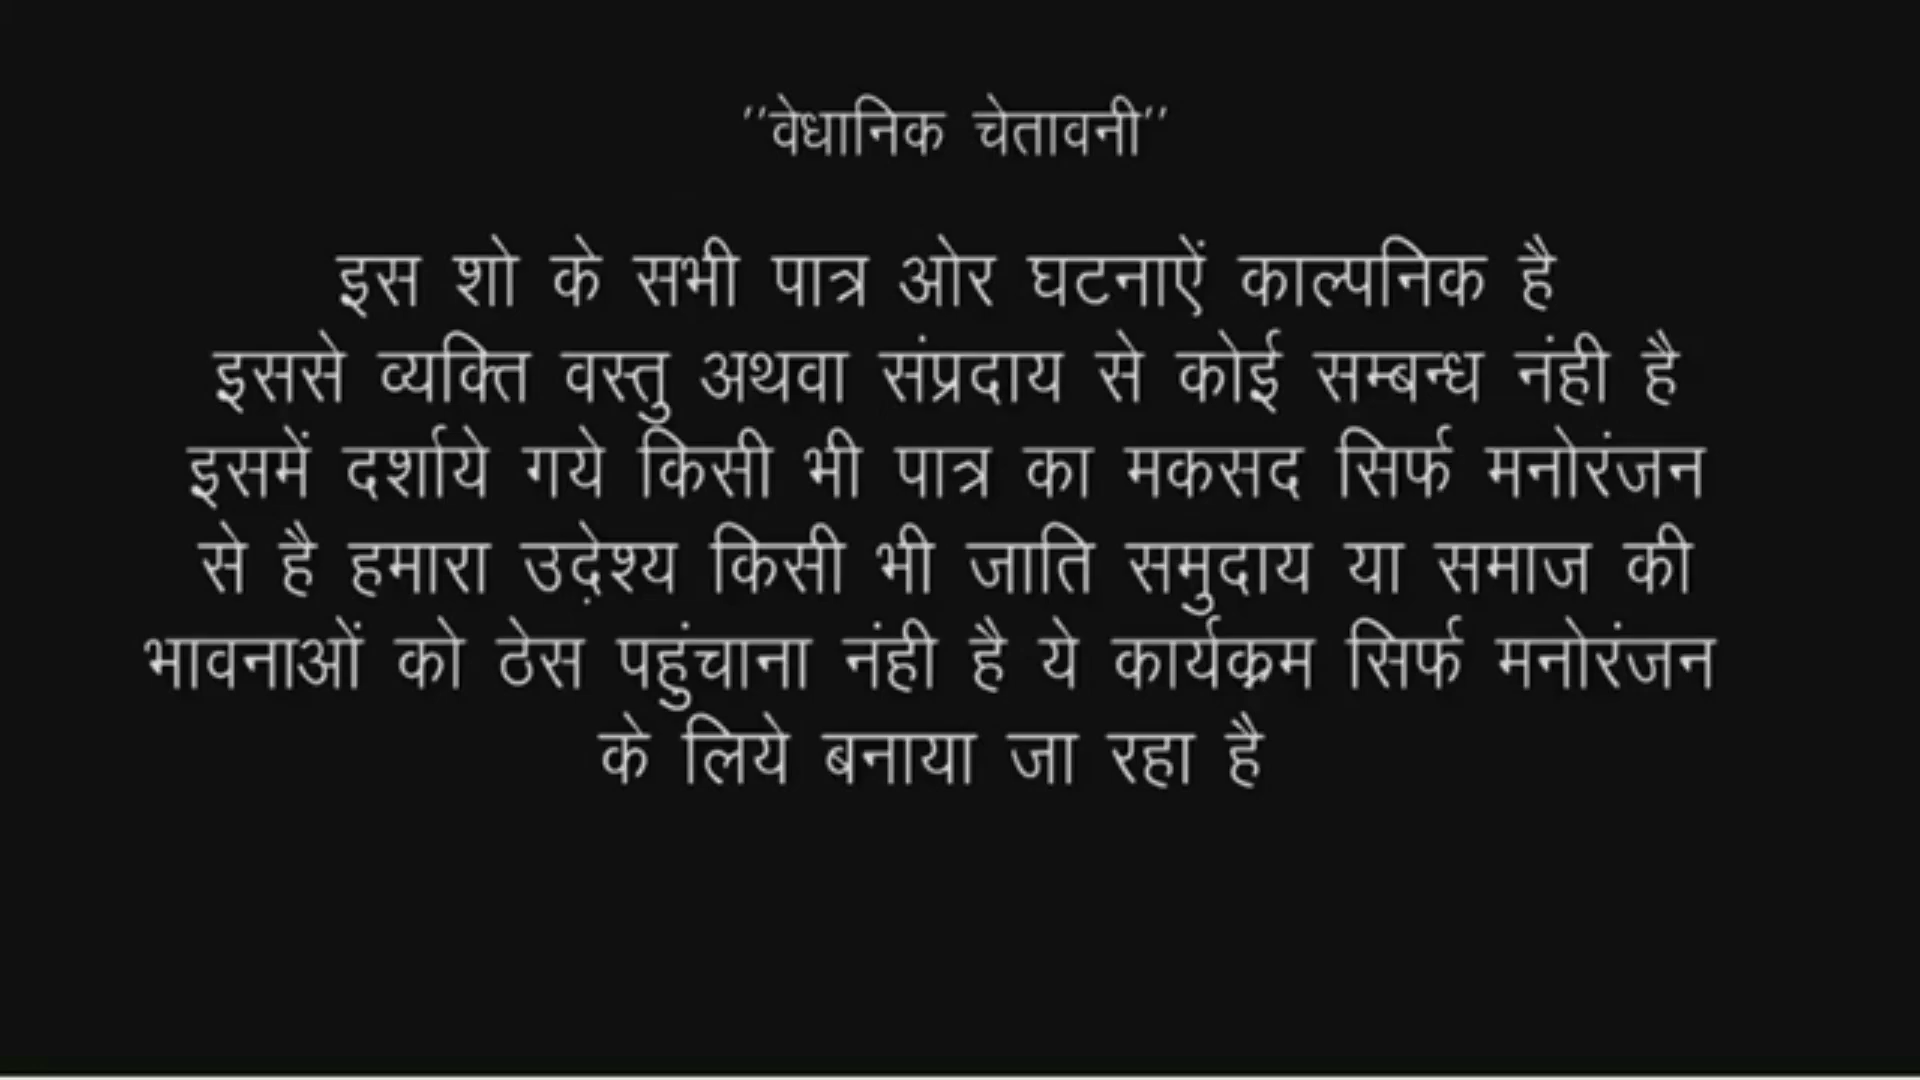 ''वेधानिक चेतावनी''
इस शो के सभी पात्र ओर घटनाऐं काल्पनिक है
इससे व्यक्ति वस्तु अथवा संप्रदाय से कोई सम्बन्ध नंही है
इसमें दर्शाये गये किसी भी पात्र का मकसद सिर्फ मनोरंजन
से है हमारा उद़ेश्य किसी भी जाति समुदाय या समाज की
भावनाओं को ठेस पहुंचाना नंही है ये कार्यक्रम सिर्फ मनोरंजन
के लिये बनाया जा रहा है